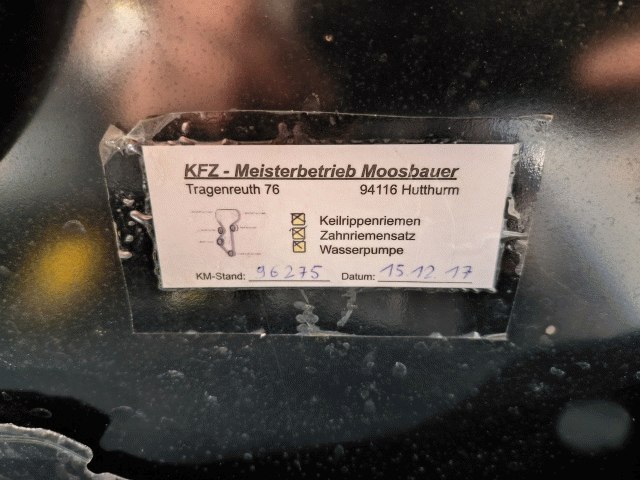 KFZ - Meisterbetrieb Moosbauer
Tragenreuth 76 94116 Hutthurm
Keilrippenriemen
Zahnriemensatz
Wasserpumpe
KM-Stand: 96275 Datum: 15 12 17